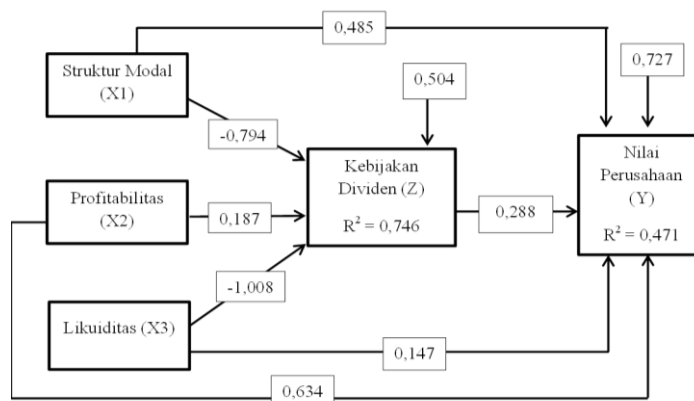 0,485
Struktur Modal
(X1)
0,727
0,504
-0,794
Kebijakan
Dividen (Z)
R² = 0,746
Nilai
Perusahaan
(Y)
R² = 0,471
Profitabilitas
(X2)
0,187
0,288
-1,008
Likuiditas (X3)
0,147
0,634